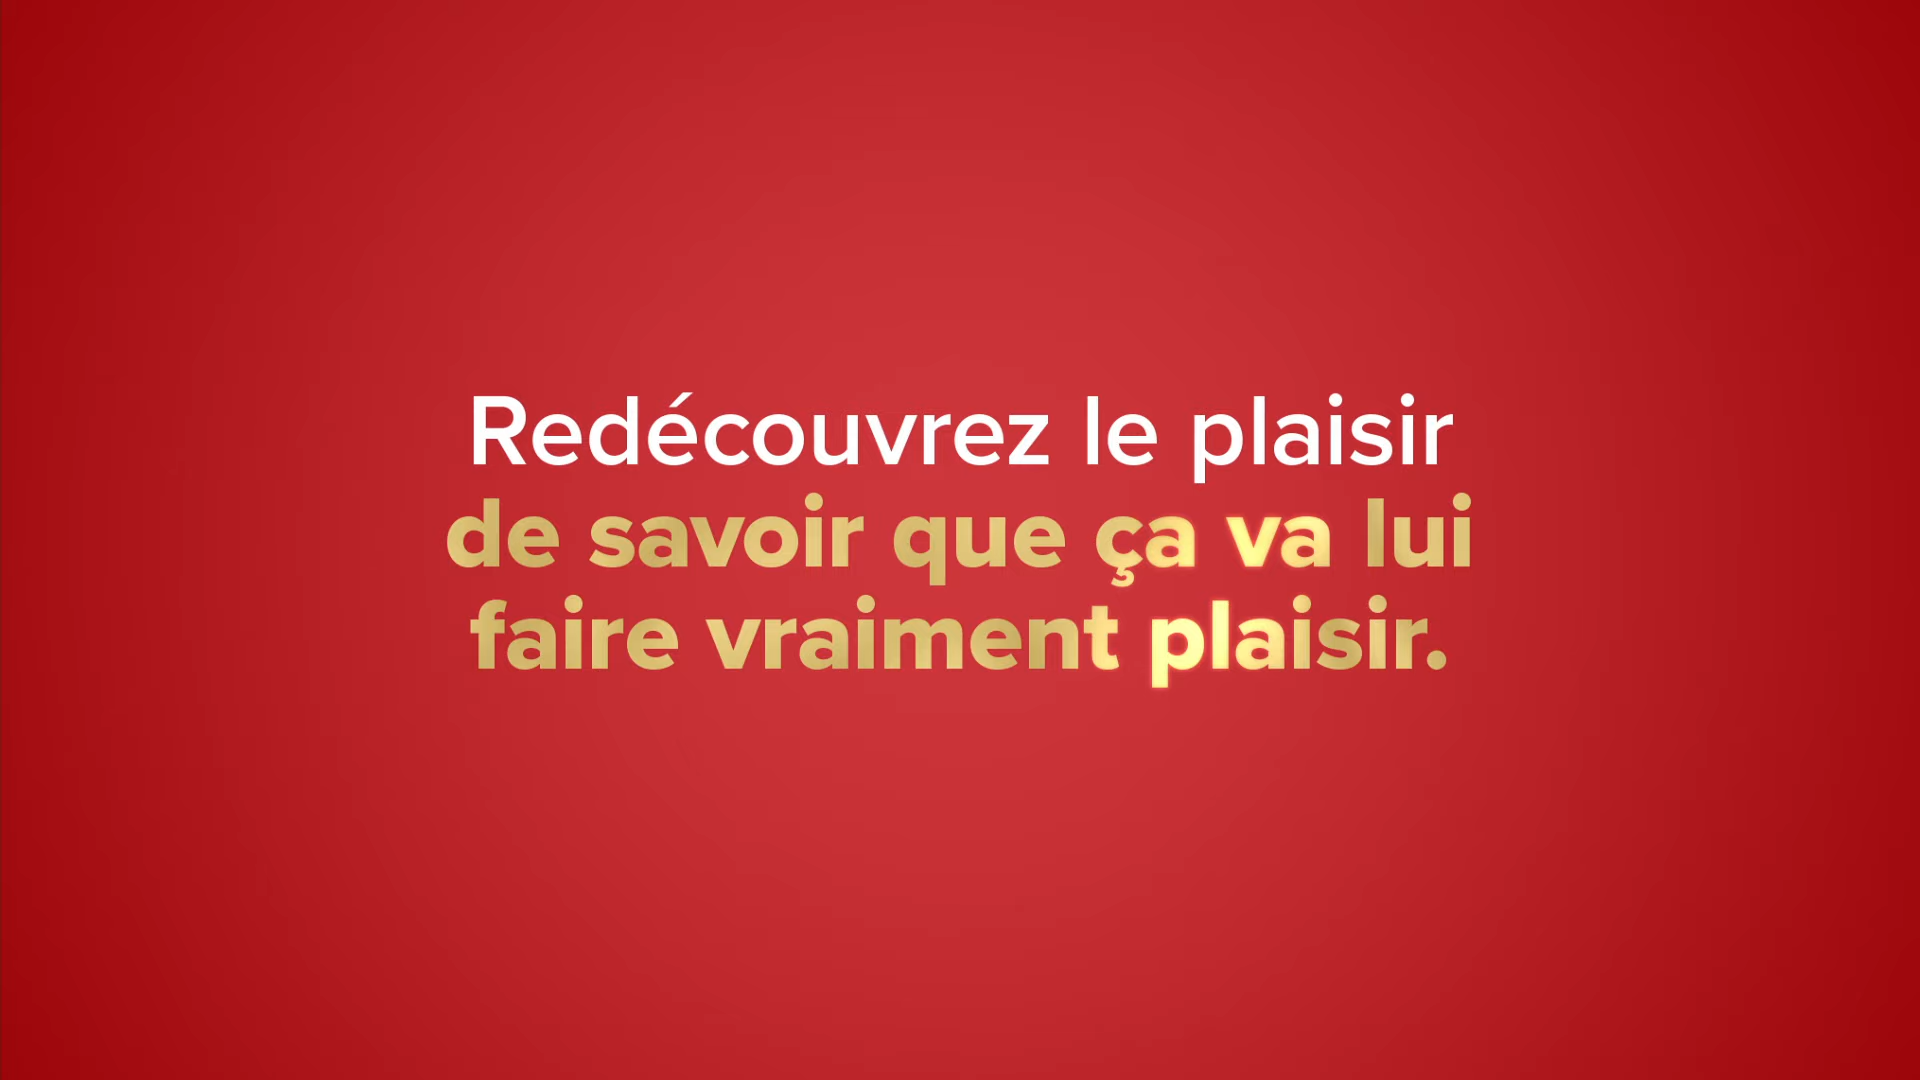 Redécouvrez le plaisir
de savoir que ça va lui
faire vraiment plaisir.